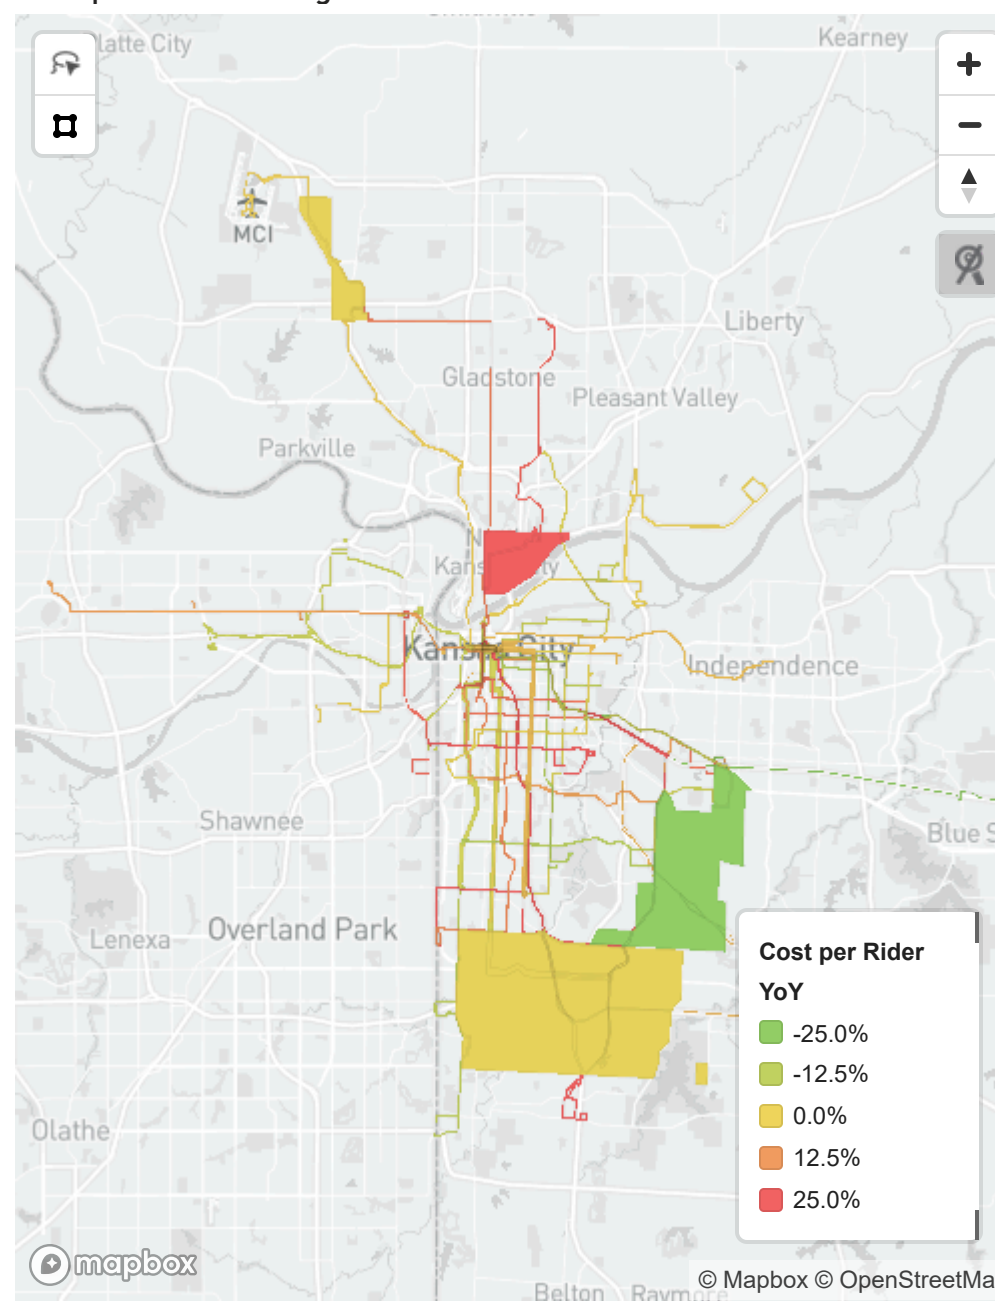 Platte City
Kearney
MCI
Liberty
Gladstone
Pleasant Valley
Parkville
Kansas City
Independence
Shawnee
Blue S
Overland Park
Lenexa
Olathe
Belton
Raymore
Cost per Rider
YoY
-25.0%
-12.5%
0.0%
12.5%
25.0%
mapbox
© Mapbox © OpenStreetMa